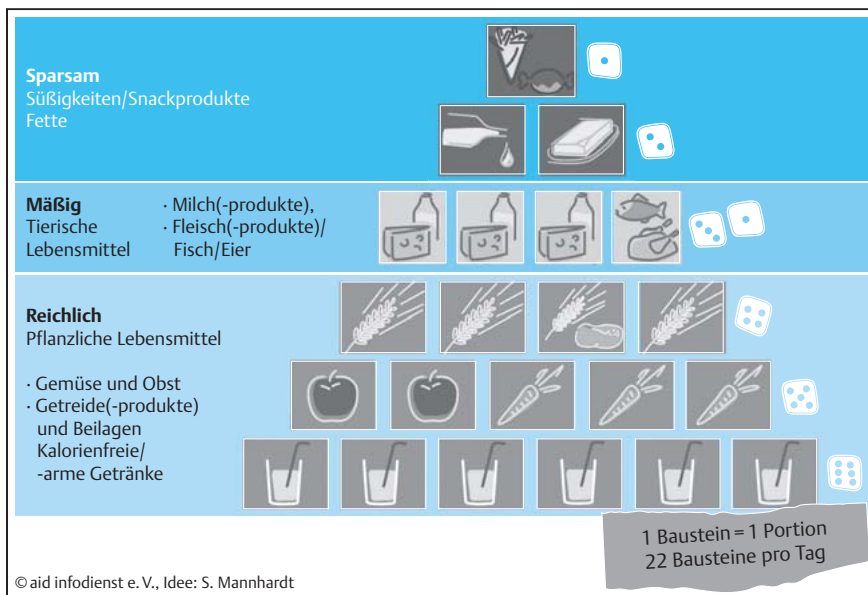 Sparsam
Süßigkeiten/Snackprodukte
Fette
Mäßig
Tierische
Lebensmittel
· Milch(-produkte),
· Fleisch(-produkte)/
Fisch/Eier
Reichlich
Pflanzliche Lebensmittel
· Gemüse und Obst
· Getreide(-produkte)
und Beilagen
Kalorienfreie/
-arme Getränke
1 Baustein = 1 Portion
22 Bausteine pro Tag
© aid infodienst e. V., Idee: S. Mannhardt